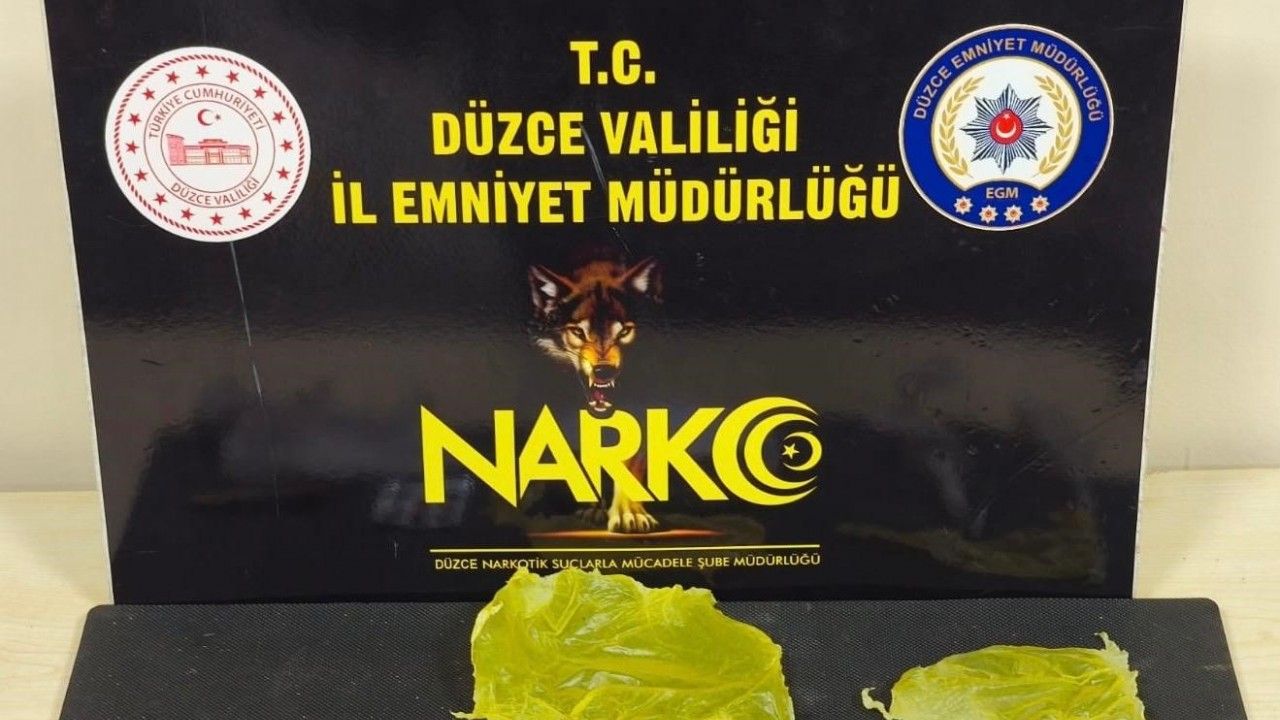 T.C.
DÜZCE VALİLİĞİ
İL EMNİYET MÜDÜRLÜĞÜ
TÜRKİYE CUMHURİYETİ
DÜZCE VALİLİĞİ
DÜZCE EMNİYET MÜDÜRLÜĞÜ
EGM
NARKO
DÜZCE NARKOTİK SUÇLARLA MÜCADELE ŞUBE MÜDÜRLÜĞÜ